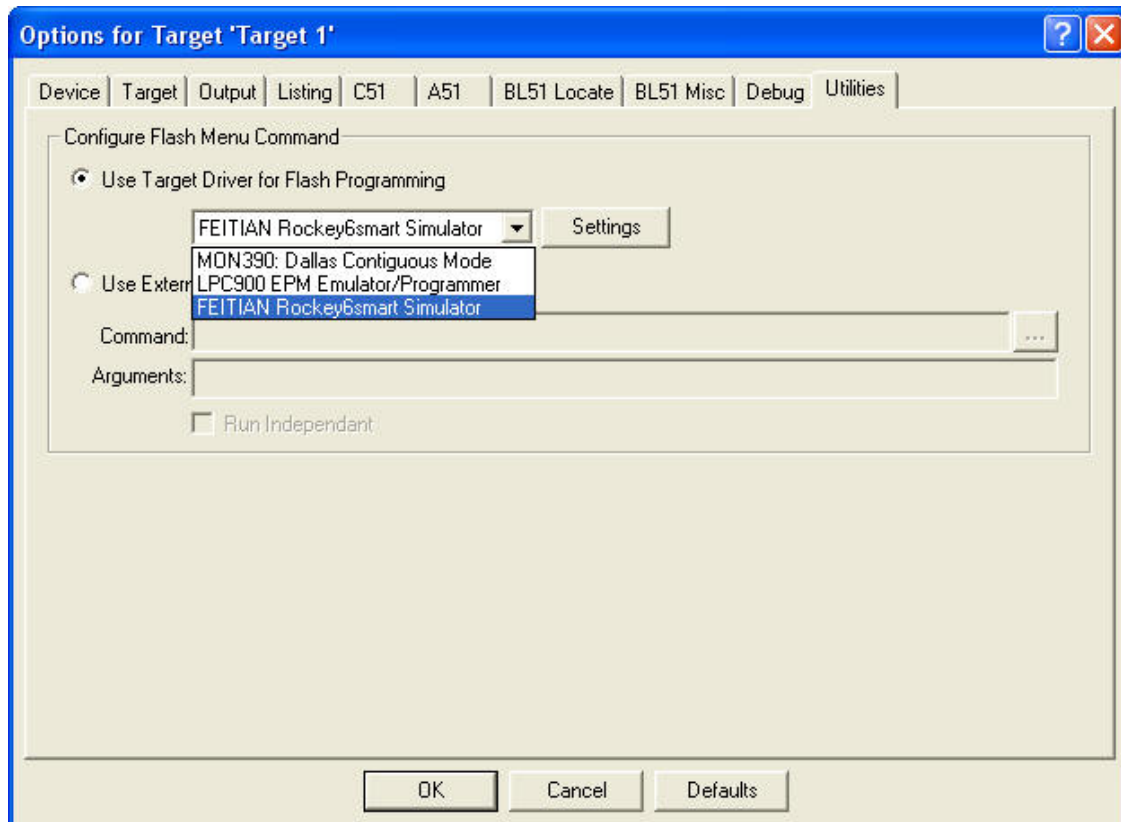 Options for Target 'Target 1'
Device Target Output Listing C51 A51 BL51 Locate BL51 Misc Debug Utilities
Configure Flash Menu Command
Use Target Driver for Flash Programming
FEITIAN Rockey6smart Simulator Settings
MON390: Dallas Contiguous Mode
LPC900 EPM Emulator/Programmer
Use Extern
FEITIAN Rockey6smart Simulator
Command: ...
Arguments:
Run Independant
OK Cancel Defaults